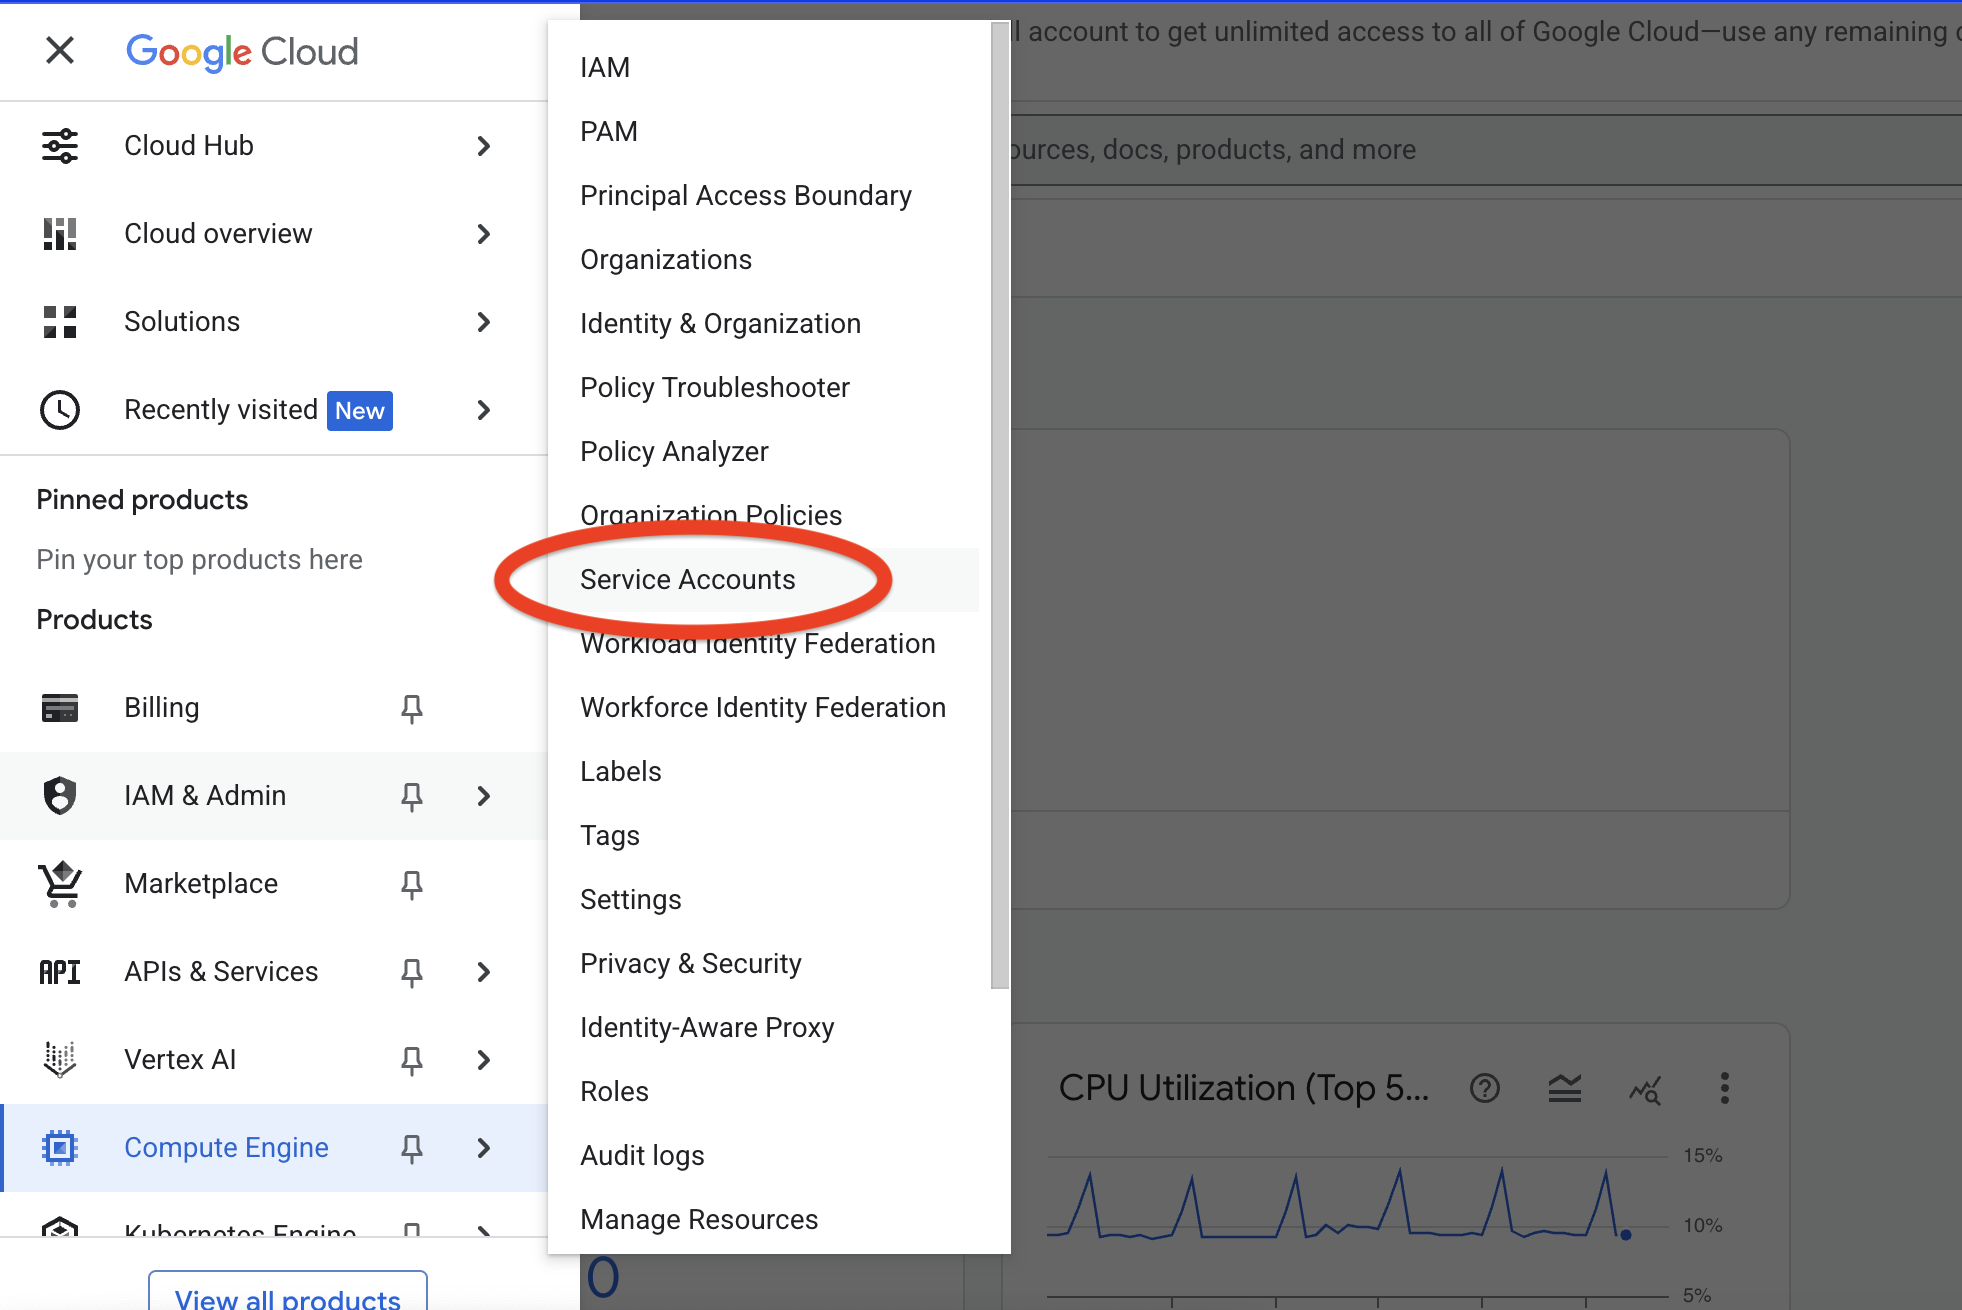 Google Cloud
Cloud Hub
Cloud overview
Solutions
Recently visited New
Pinned products
Pin your top products here
Products
Billing
IAM & Admin
Marketplace
API APIs & Services
Vertex AI
Compute Engine
Kubernetes Engine
View all products
IAM
PAM
Principal Access Boundary
Organizations
Identity & Organization
Policy Troubleshooter
Policy Analyzer
Organization Policies
Service Accounts
Workload Identity Federation
Workforce Identity Federation
Labels
Tags
Settings
Privacy & Security
Identity-Aware Proxy
Roles
Audit logs
Manage Resources
l account to get unlimited access to all of Google Cloud—use any remaining
ources, docs, products, and more
CPU Utilization (Top 5...
15%
10%
5%
0